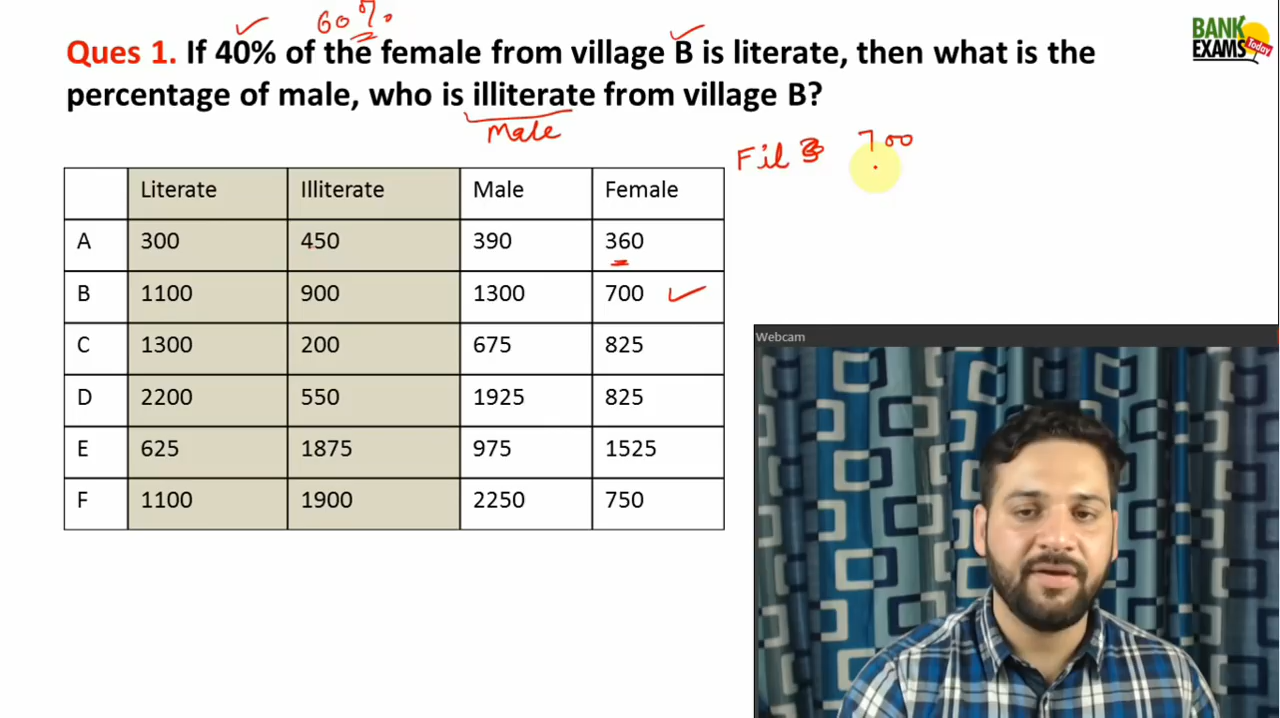 60%
Ques 1. If 40% of the female from village B is literate, then what is the
percentage of male, who is illiterate from village B?
Male
Fil 700
BANK
EXAMS Today
Literate Illiterate Male Female
A 300 450 390 360
B 1100 900 1300 700
C 1300 200 675 825
D 2200 550 1925 825
E 625 1875 975 1525
F 1100 1900 2250 750
Webcam